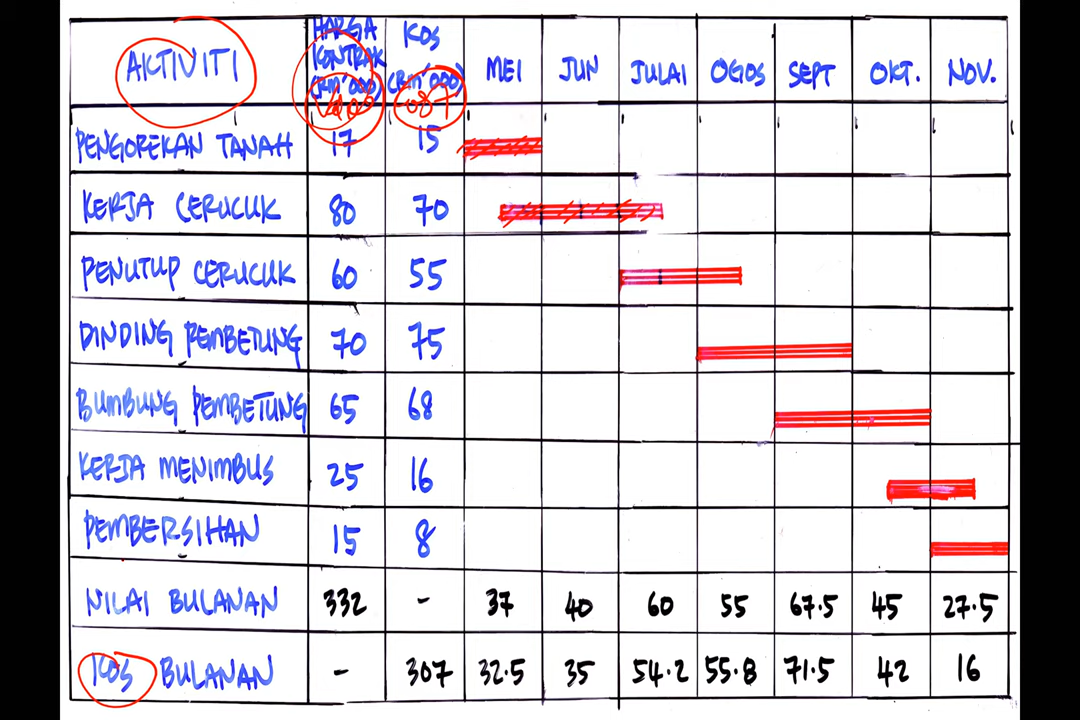 AKTIVITI HARGA KONTRAK (RM'000) KOS (RM'000) MEI JUN JULAI OGOS SEPT OKT. NOV.
PENGOREKAN TANAH 17 15
KERJA CERUCUK 80 70
PENUTUP CERUCUK 60 55
DINDING PEMBETUNG 70 75
BUMBUNG PEMBETUNG 65 68
KERJA MENIMBUS 25 16
PEMBERSIHAN 15 8
NILAI BULANAN 332 - 37 40 60 55 67.5 45 27.5
KOS BULANAN - 307 32.5 35 54.2 55.8 71.5 42 16